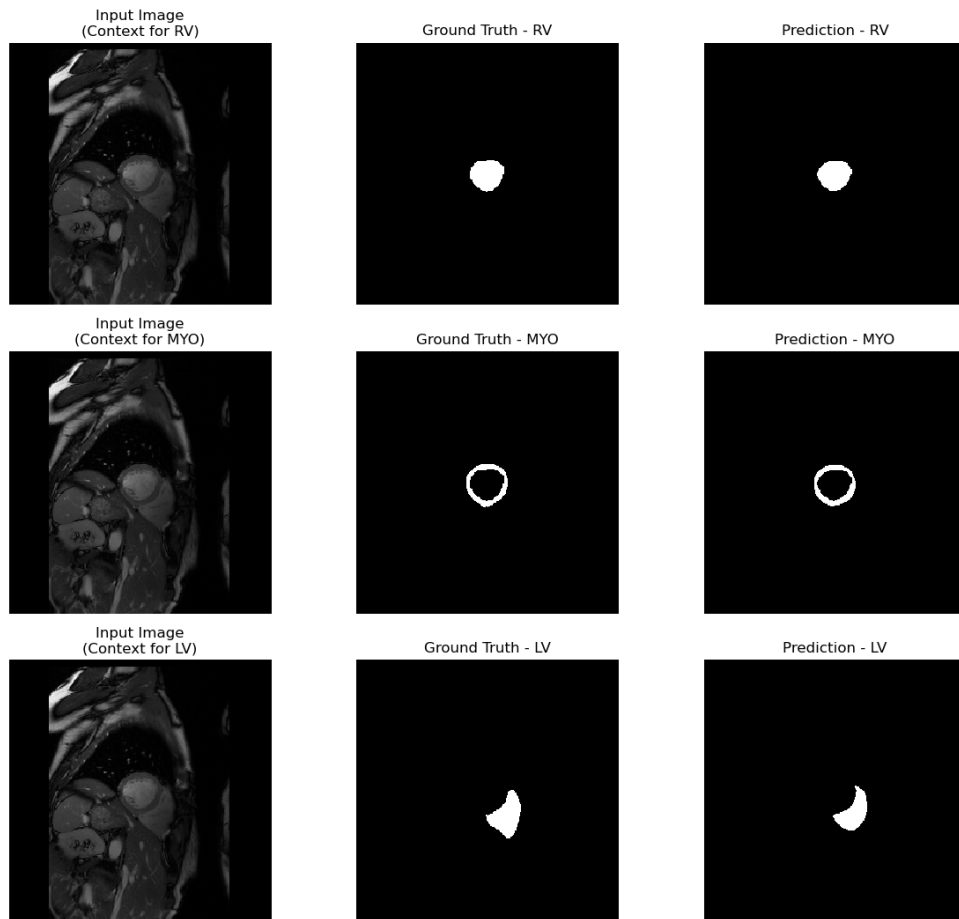 Input Image
(Context for RV)
Ground Truth - RV
Prediction - RV
Input Image
(Context for MYO)
Ground Truth - MYO
Prediction - MYO
Input Image
(Context for LV)
Ground Truth - LV
Prediction - LV